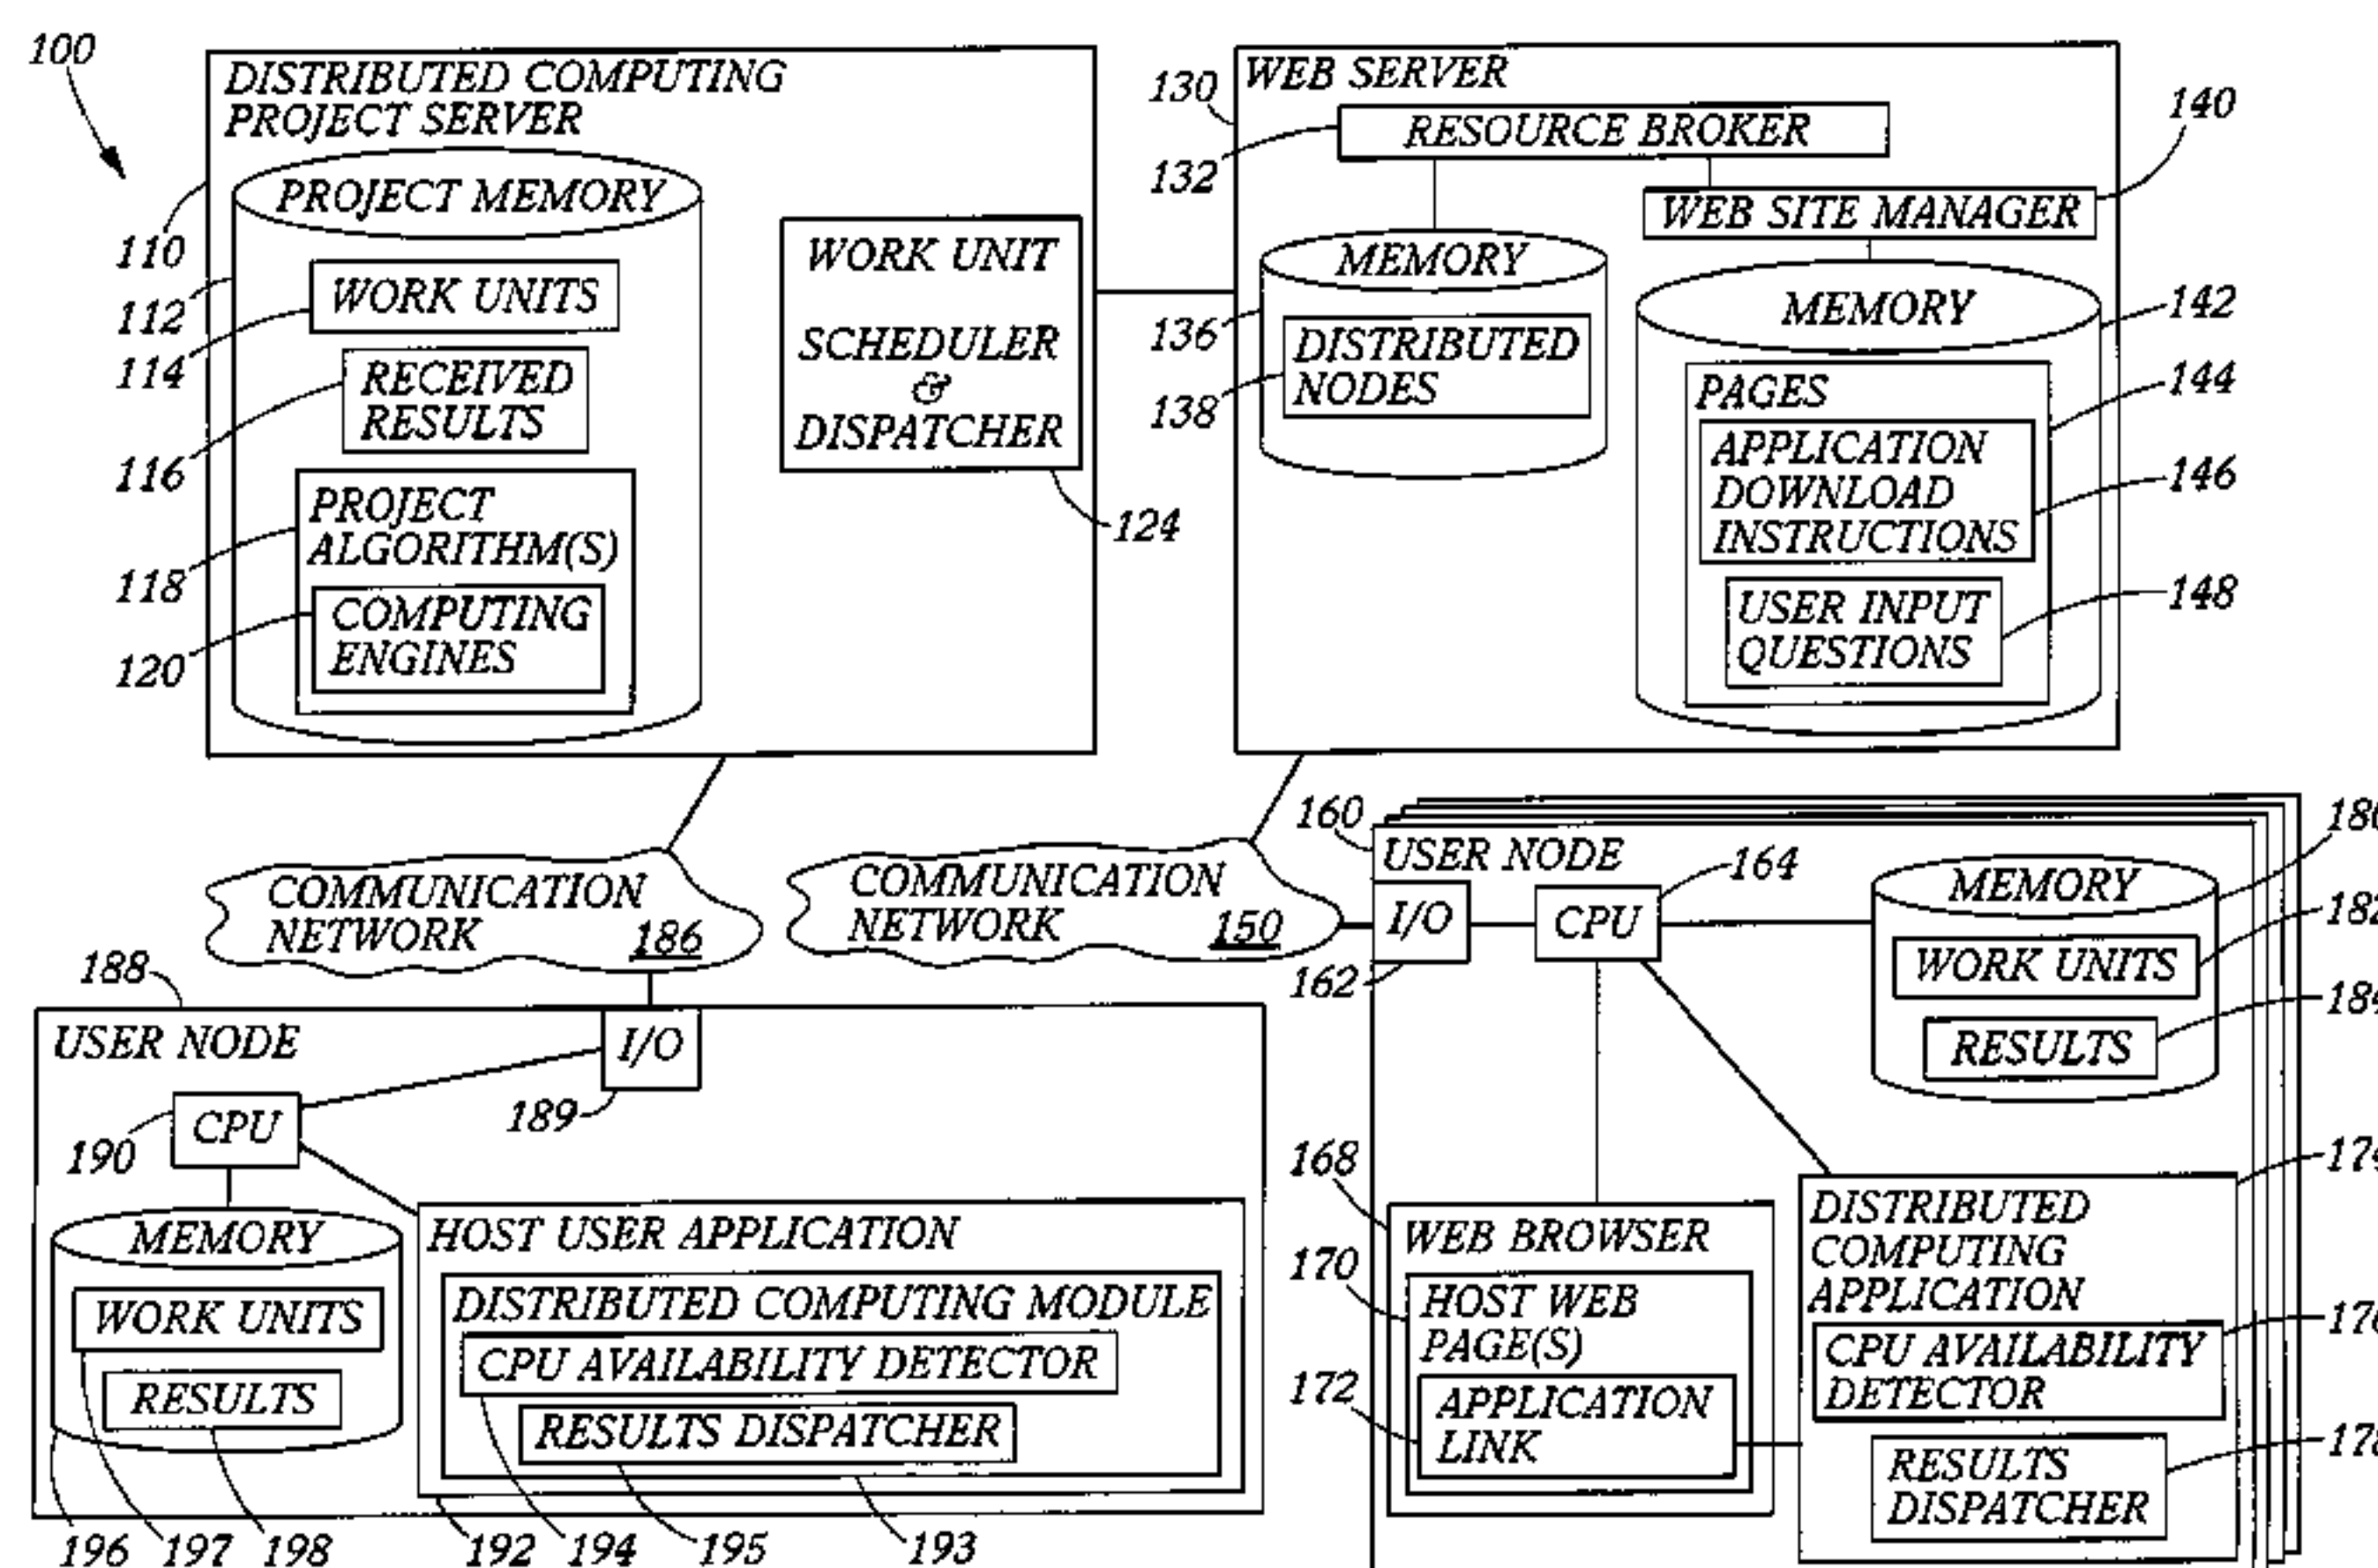 100
DISTRIBUTED COMPUTING
PROJECT SERVER
PROJECT MEMORY
110
112
WORK UNITS
114
RECEIVED
RESULTS
116
PROJECT
ALGORITHM(S)
118
COMPUTING
ENGINES
120
WORK UNIT
SCHEDULER
&
DISPATCHER
124
WEB SERVER
130
RESOURCE BROKER
132
140
WEB SITE MANAGER
MEMORY
136
DISTRIBUTED
NODES
138
MEMORY
142
PAGES
144
APPLICATION
DOWNLOAD
INSTRUCTIONS
146
USER INPUT
QUESTIONS
148
COMMUNICATION
NETWORK
186
COMMUNICATION
NETWORK
150
160
USER NODE
I/O
162
CPU
164
MEMORY
WORK UNITS
RESULTS
168
WEB BROWSER
170
HOST WEB
PAGE(S)
172
APPLICATION
LINK
DISTRIBUTED
COMPUTING
APPLICATION
CPU AVAILABILITY
DETECTOR
RESULTS
DISPATCHER
188
USER NODE
I/O
189
CPU
190
MEMORY
WORK UNITS
RESULTS
HOST USER APPLICATION
DISTRIBUTED COMPUTING MODULE
CPU AVAILABILITY DETECTOR
RESULTS DISPATCHER
196
197
198
192
194
195
193